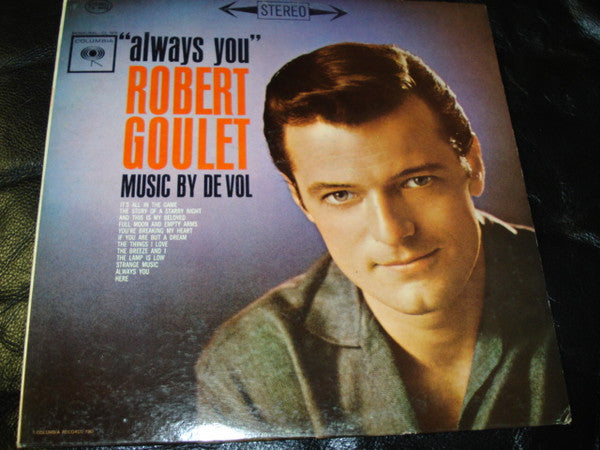 STEREO
COLUMBIA
"always you"
ROBERT
GOULET
MUSIC BY DE VOL
IT'S ALL IN THE GAME
THE STORY OF A STARRY NIGHT
AND THIS IS MY BELOVED
FULL MOON AND EMPTY ARMS
YOU'RE BREAKING MY HEART
IF YOU ARE BUT A DREAM
THE THINGS I LOVE
THE BREEZE AND I
THE LAMP IS LOW
STRANGE MUSIC
ALWAYS YOU
HERE
COLUMBIA RECORDS